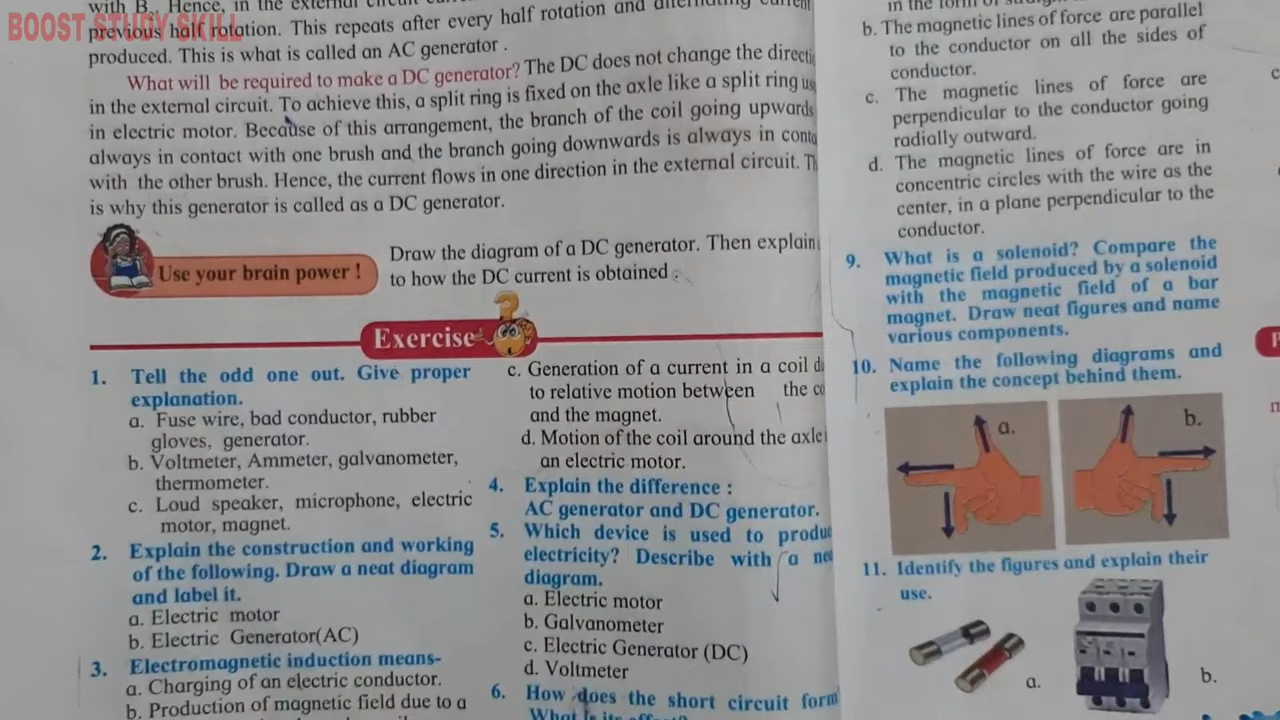 BOOST STUDY SKILL
with B . Hence, in the external
previous half rotation. This repeats after every half rotation and alternating current
produced. This is what is called an AC generator .
What will be required to make a DC generator? The DC does not change the
in the external circuit. To achieve this, a split ring is fixed on the axle like a split ring
in electric motor. Because of this arrangement, the branch of the coil going upwards
always in contact with one brush and the branch going downwards is always in
with the other brush. Hence, the current flows in one direction in the external circuit.
is why this generator is called as a DC generator.
Use your brain power !
Draw the diagram of a DC generator. Then explain
to how the DC current is obtained .
Exercise
1. Tell the odd one out. Give proper
explanation.
a. Fuse wire, bad conductor, rubber
gloves, generator.
b. Voltmeter, Ammeter, galvanometer,
thermometer.
c. Loud speaker, microphone, electric
motor, magnet.
2. Explain the construction and working
of the following. Draw a neat diagram
and label it.
a. Electric motor
b. Electric Generator(AC)
3. Electromagnetic induction means-
a. Charging of an electric conductor.
b. Production of magnetic field due to a
c. Generation of a current in a coil
to relative motion between the
and the magnet.
d. Motion of the coil around the axle
an electric motor.
4. Explain the difference :
AC generator and DC generator.
5. Which device is used to
electricity? Describe with a
diagram.
a. Electric motor
b. Galvanometer
c. Electric Generator (DC)
d. Voltmeter
6. How does the short circuit form
What is its effect?
b. The magnetic lines of force are parallel
to the conductor on all the sides of
conductor.
c. The magnetic lines of force are
perpendicular to the conductor going
radially outward.
d. The magnetic lines of force are in
concentric circles with the wire as the
center, in a plane perpendicular to the
conductor.
9. What is a solenoid? Compare the
magnetic field produced by a solenoid
with the magnetic field of a bar
magnet. Draw neat figures and name
various components.
10. Name the following diagrams and
explain the concept behind them.
a.
b.
11. Identify the figures and explain their
use.
a.
b.